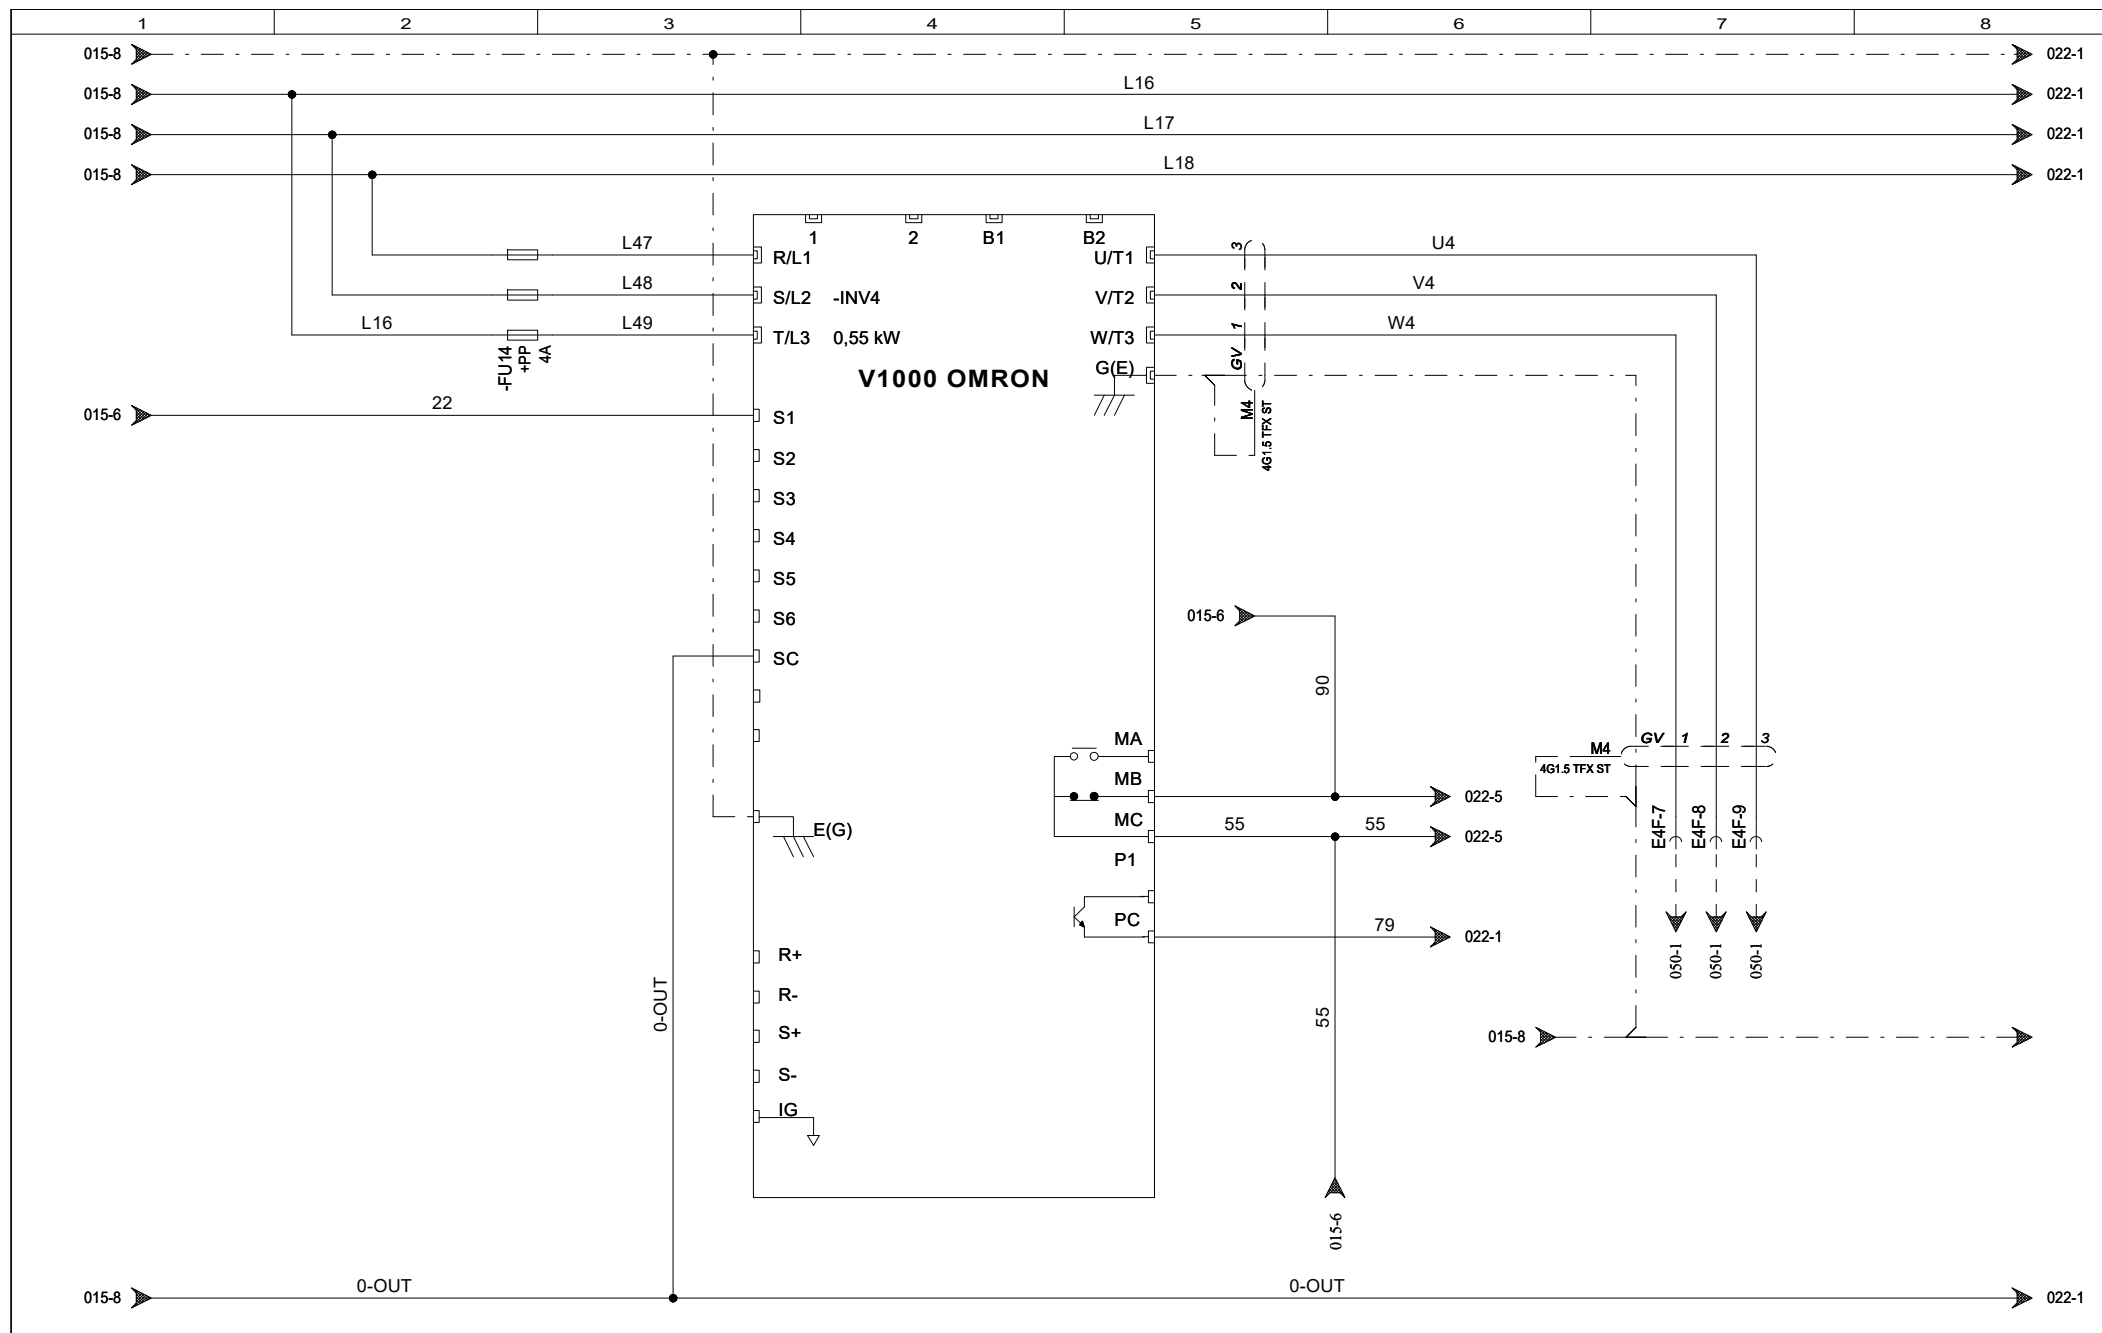 1 2 3 4 5 6 7 8
015-8 022-1
L16
015-8 022-1
L17
015-8 022-1
L18
015-8 022-1
1 2 B1 B2
L47 R/L1 U/T1 3 U4
L48 S/L2 -INV4 V/T2 2 V4
L16 L49 T/L3 0,55 kW W/T3 1 W4
-FU14
+PP
4A
V1000 OMRON
G(E) GV
M4
4G1.5 TFX ST
015-6 22 S1
S2
S3
S4
S5
S6
015-6
SC
90
MA
M4 GV 1 2 3
4G1.5 TFX ST
MB 022-5
MC 55 55 022-5
E(G)
E4F-7 E4F-8 E4F-9
P1
PC 79 022-1
050-1 050-1 050-1
R+
R-
0-OUT
55
S+
015-8
S-
IG
015-6
0-OUT 0-OUT
015-8 022-1